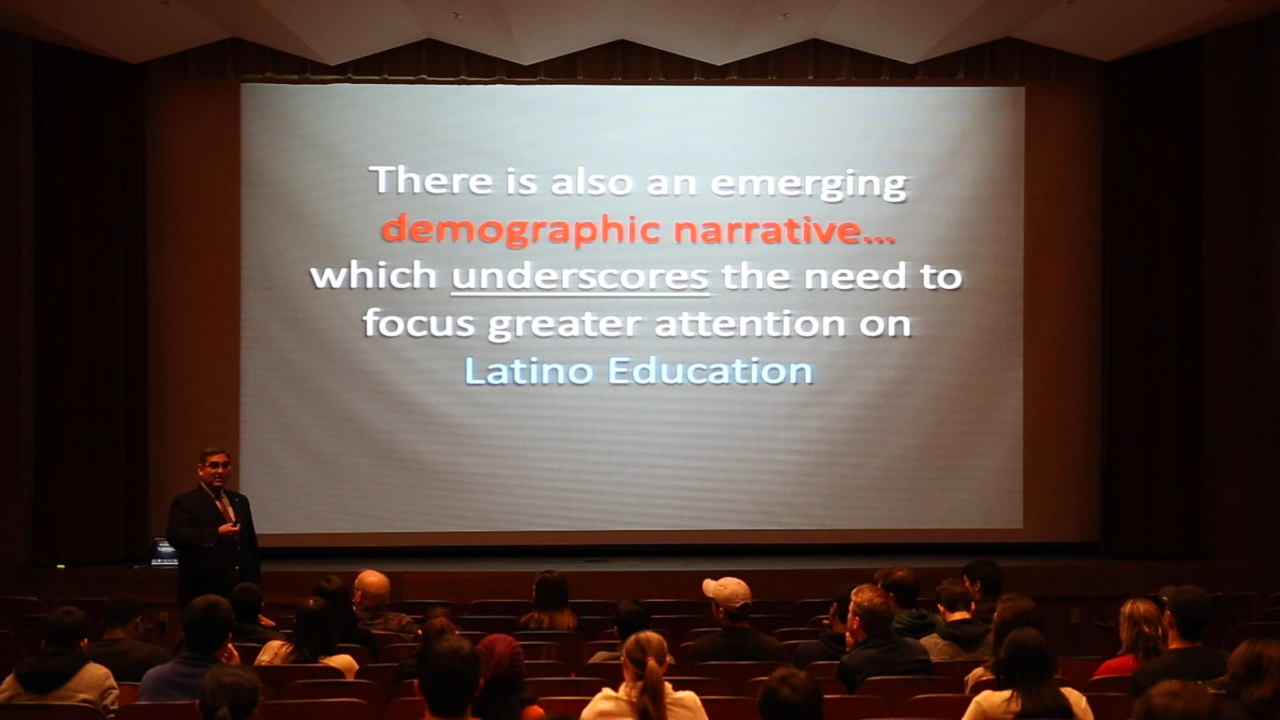 There is also an emerging
demographic narrative...
which underscores the need to
focus greater attention on
Latino Education